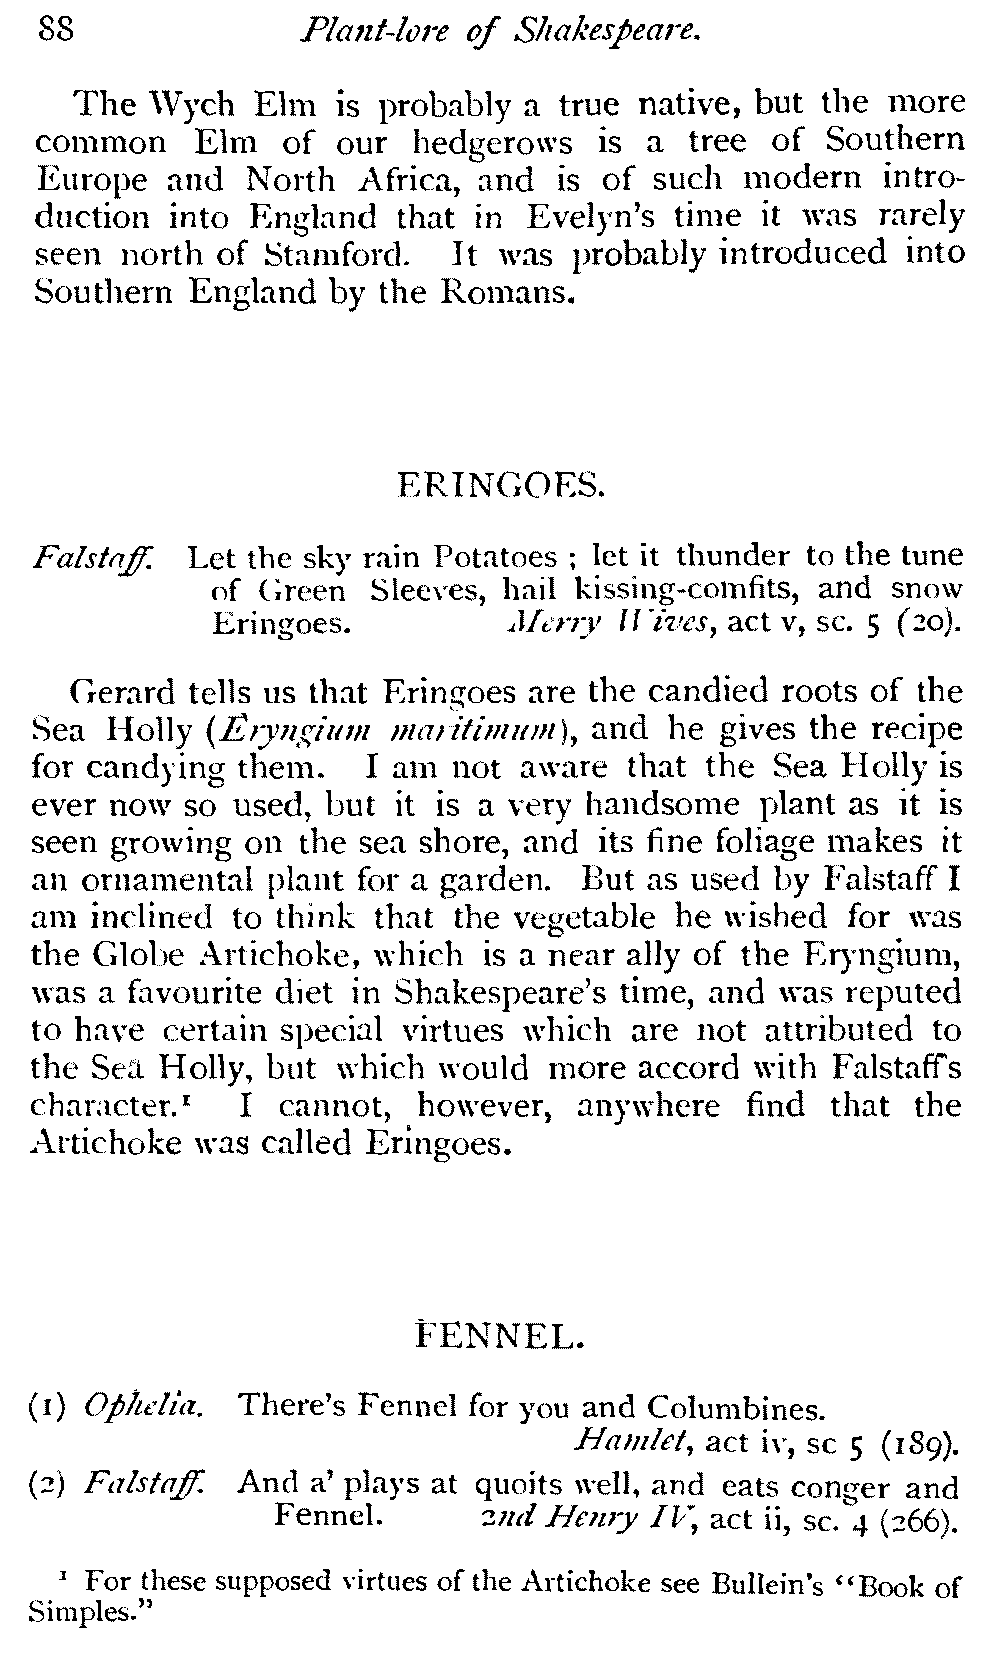 88 Plant-lore of Shakespeare.
The Wych Elm is probably a true native, but the more
common Elm of our hedgerows is a tree of Southern
Europe and North Africa, and is of such modern intro-
duction into England that in Evelyn's time it was rarely
seen north of Stamford. It was probably introduced into
Southern England by the Romans.
ERINGOES.
Falstaff. Let the sky rain Potatoes ; let it thunder to the tune
of Green Sleeves, hail kissing-comfits, and snow
Eringoes. Merry Wives, act v, sc. 5 (20).
Gerard tells us that Eringoes are the candied roots of the
Sea Holly (Eryngium maritimum), and he gives the recipe
for candying them. I am not aware that the Sea Holly is
ever now so used, but it is a very handsome plant as it is
seen growing on the sea shore, and its fine foliage makes it
an ornamental plant for a garden. But as used by Falstaff I
am inclined to think that the vegetable he wished for was
the Globe Artichoke, which is a near ally of the Eryngium,
was a favourite diet in Shakespeare's time, and was reputed
to have certain special virtues which are not attributed to
the Sea Holly, but which would more accord with Falstaff's
character.¹ I cannot, however, anywhere find that the
Artichoke was called Eringoes.
FENNEL.
(1) Ophelia. There's Fennel for you and Columbines.
Hamlet, act iv, sc 5 (189).
(2) Falstaff. And a' plays at quoits well, and eats conger and
Fennel. 2nd Henry IV, act ii, sc. 4 (266).
¹ For these supposed virtues of the Artichoke see Bullein's "Book of
Simples."